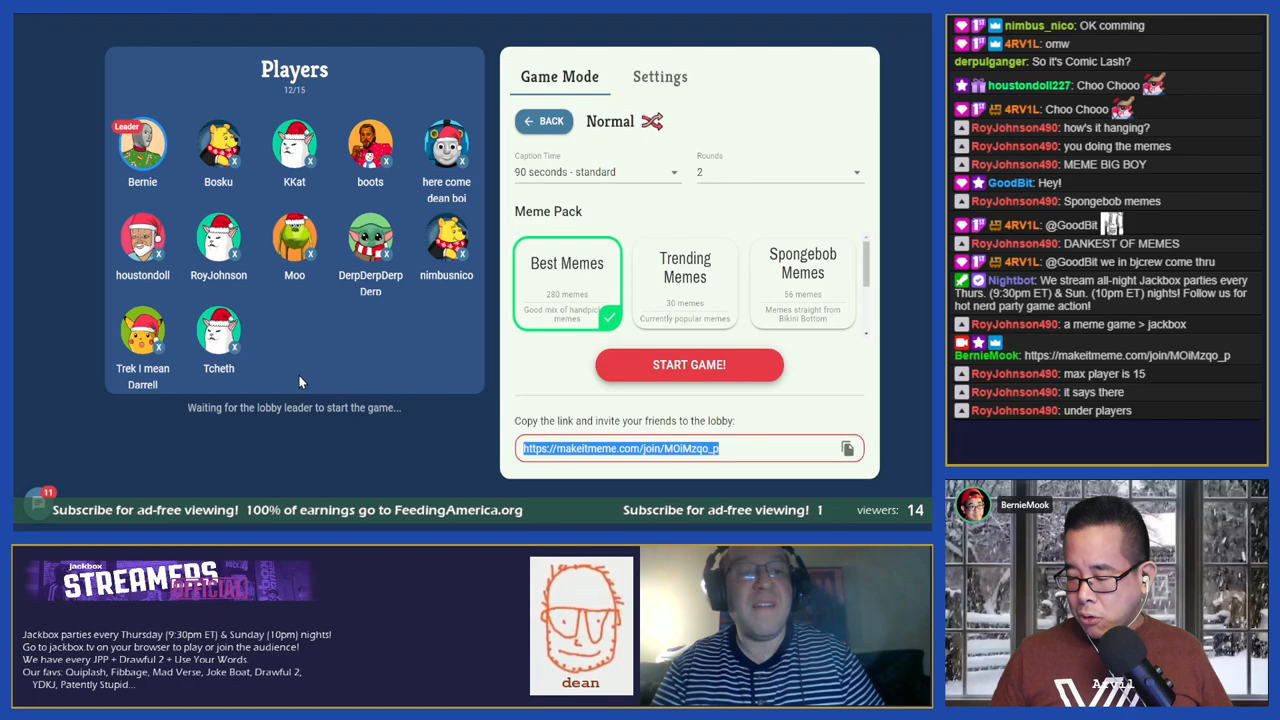 Players
12/15
Leader
Bernie
Bosku
KKat
boots
here come
dean boi
houstondoll
RoyJohnson
Moo
DerpDerpDerp
Derp
nimbusnico
Trek I mean
Darrell
Tcheth
Waiting for the lobby leader to start the game...
Game Mode
Settings
BACK
Normal
Caption Time
90 seconds - standard
Rounds
2
Meme Pack
Best Memes
280 memes
Good mix of handpic
memes
Trending
Memes
30 memes
Currently popular memes
Spongebob
Memes
56 memes
Memes straight from
Bikini Bottom
START GAME!
Copy the link and invite your friends to the lobby:
https://makeitmeme.com/join/MOiMzqo_p
11
Subscribe for ad-free viewing! 100% of earnings go to FeedingAmerica.org
Subscribe for ad-free viewing! 1
viewers: 14
nimbus_nico: OK comming
4RV1L: omw
derpulganger: So it's Comic Lash?
houstondoll227: Choo Chooo
4RV1L: Choo Chooo
RoyJohnson490: how's it hanging?
RoyJohnson490: you doing the memes
RoyJohnson490: MEME BIG BOY
GoodBit: Hey!
RoyJohnson490: Spongebob memes
4RV1L: @GoodBit
RoyJohnson490: DANKEST OF MEMES
4RV1L: @GoodBit we in bjcrew come thru
Nightbot: We stream all-night Jackbox parties every
Thurs. (9:30pm ET) & Sun. (10pm ET) nights! Follow us for
hot nerd party game action!
RoyJohnson490: a meme game > jackbox
BernieMook: https://makeitmeme.com/join/MOiMzqo_p
RoyJohnson490: max player is 15
RoyJohnson490: it says there
RoyJohnson490: under players
jackbox
STREAMERS
OFFICIAL
Jackbox parties every Thursday (9:30pm ET) & Sunday (10pm) nights!
Go to jackbox.tv on your browser to play or join the audience!
We have every JPP + Drawful 2 + Use Your Words.
Our favs: Quiplash, Fibbage, Mad Verse, Joke Boat, Drawful 2,
YDKJ, Patently Stupid...
dean
BernieMook